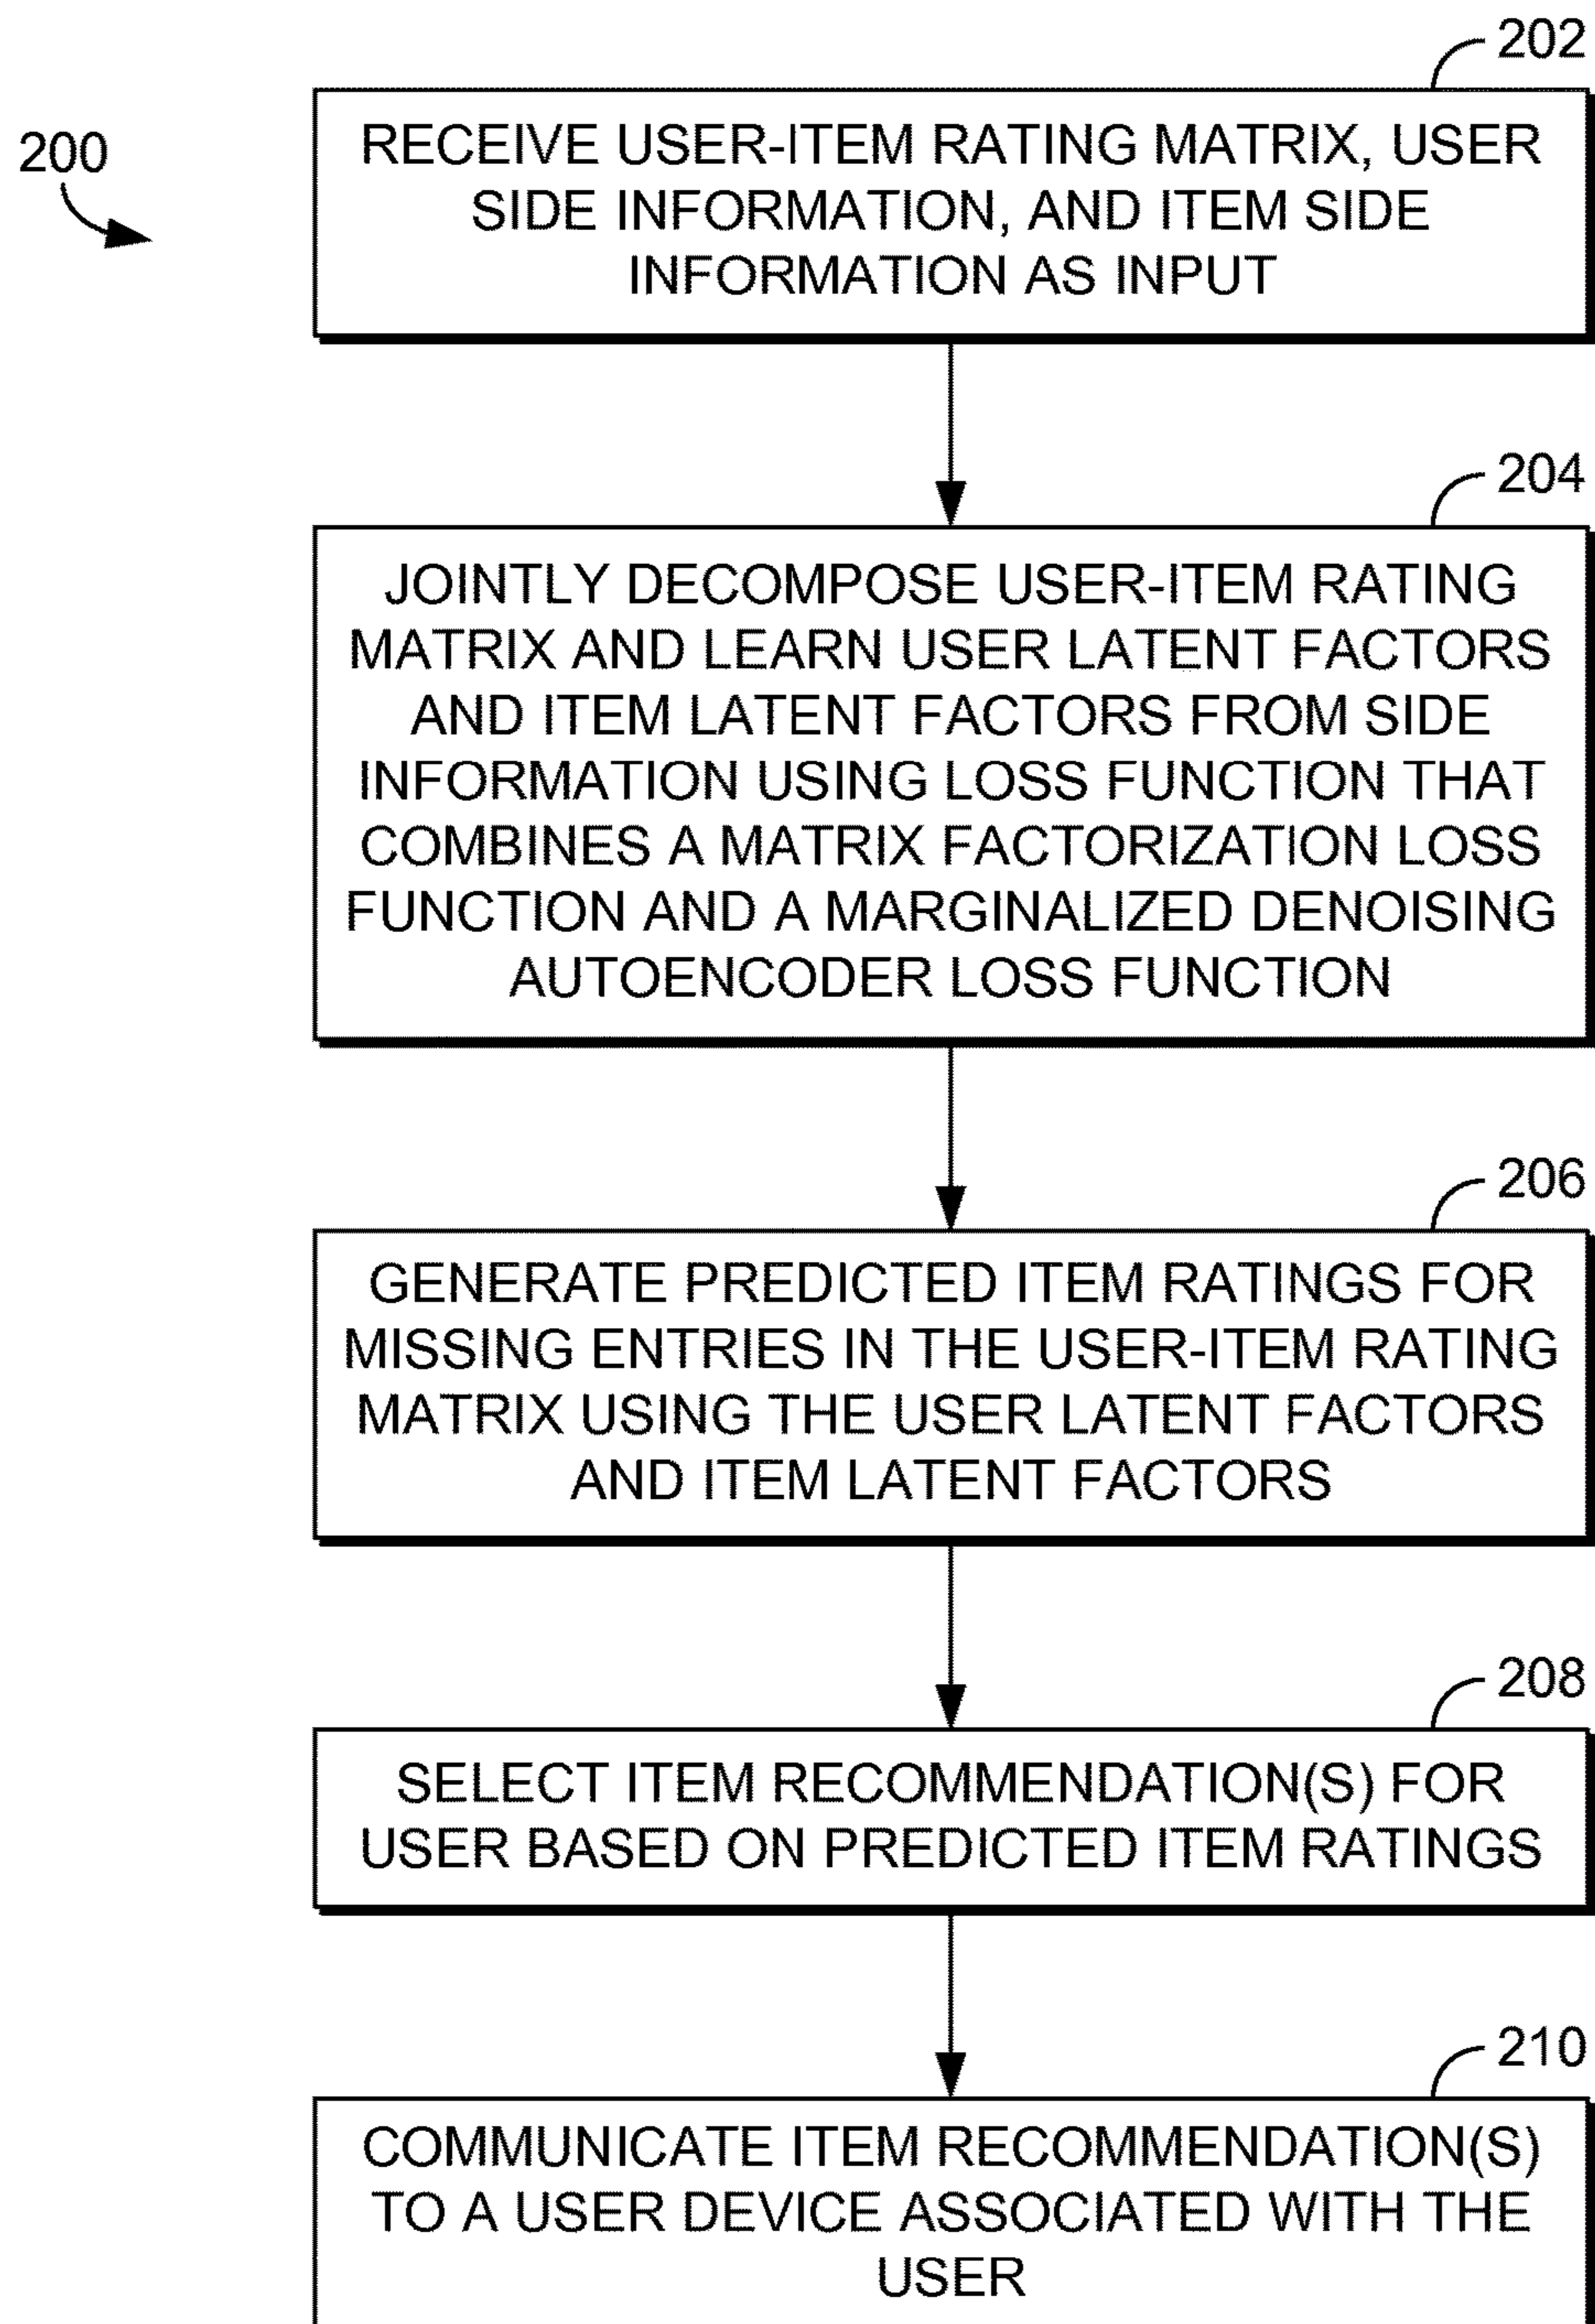 202
200
RECEIVE USER-ITEM RATING MATRIX, USER
SIDE INFORMATION, AND ITEM SIDE
INFORMATION AS INPUT
204
JOINTLY DECOMPOSE USER-ITEM RATING
MATRIX AND LEARN USER LATENT FACTORS
AND ITEM LATENT FACTORS FROM SIDE
INFORMATION USING LOSS FUNCTION THAT
COMBINES A MATRIX FACTORIZATION LOSS
FUNCTION AND A MARGINALIZED DENOISING
AUTOENCODER LOSS FUNCTION
206
GENERATE PREDICTED ITEM RATINGS FOR
MISSING ENTRIES IN THE USER-ITEM RATING
MATRIX USING THE USER LATENT FACTORS
AND ITEM LATENT FACTORS
208
SELECT ITEM RECOMMENDATION(S) FOR
USER BASED ON PREDICTED ITEM RATINGS
210
COMMUNICATE ITEM RECOMMENDATION(S)
TO A USER DEVICE ASSOCIATED WITH THE
USER